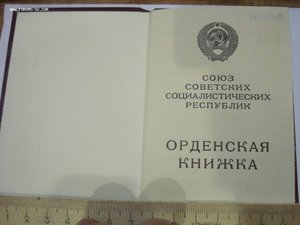 СОЮЗ
СОВЕТСКИХ
СОЦИАЛИСТИЧЕСКИХ
РЕСПУБЛИК
ОРДЕНСКАЯ
КНИЖКА